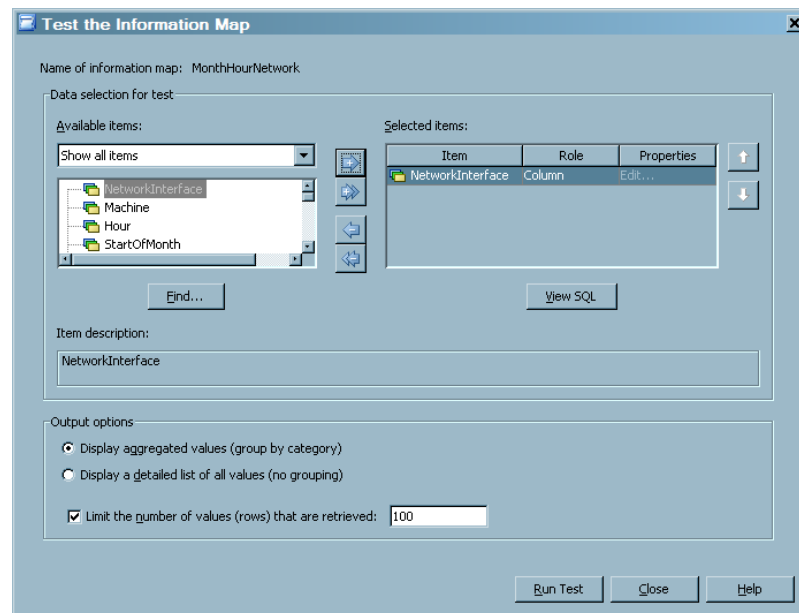 Test the Information Map
Name of information map: MonthHourNetwork
Data selection for test
Available items:
Show all items
NetworkInterface
Machine
Hour
StartOfMonth
Find...
Selected items:
Item Role Properties
NetworkInterface Column Edit...
View SQL
Item description:
NetworkInterface
Output options
Display aggregated values (group by category)
Display a detailed list of all values (no grouping)
Limit the number of values (rows) that are retrieved: 100
Run Test Close Help